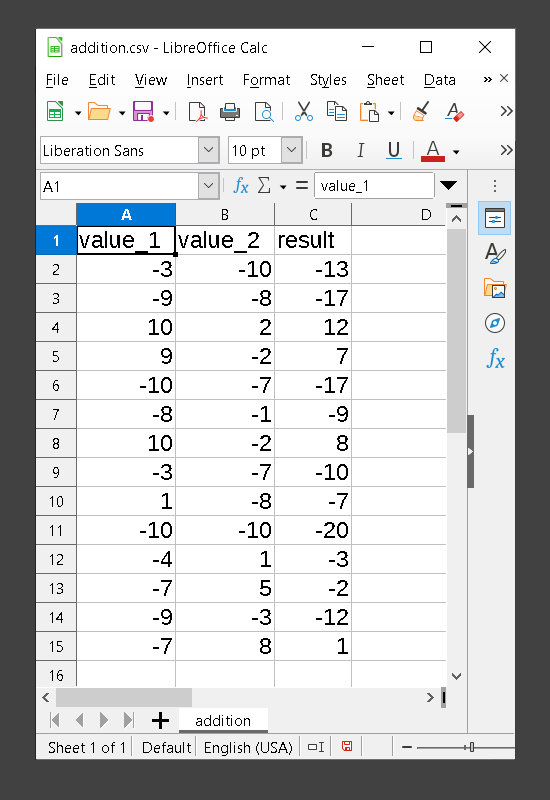 addition.csv - LibreOffice Calc
File Edit View Insert Format Styles Sheet Data » ×
Liberation Sans 10 pt B I U A
A1 fx Σ = value_1
A B C D
1 value_1 value_2 result
2 -3 -10 -13
3 -9 -8 -17
4 10 2 12
5 9 -2 7
6 -10 -7 -17
7 -8 -1 -9
8 10 -2 8
9 -3 -7 -10
10 1 -8 -7
11 -10 -10 -20
12 -4 1 -3
13 -7 5 -2
14 -9 -3 -12
15 -7 8 1
16
addition
Sheet 1 of 1 Default English (USA)